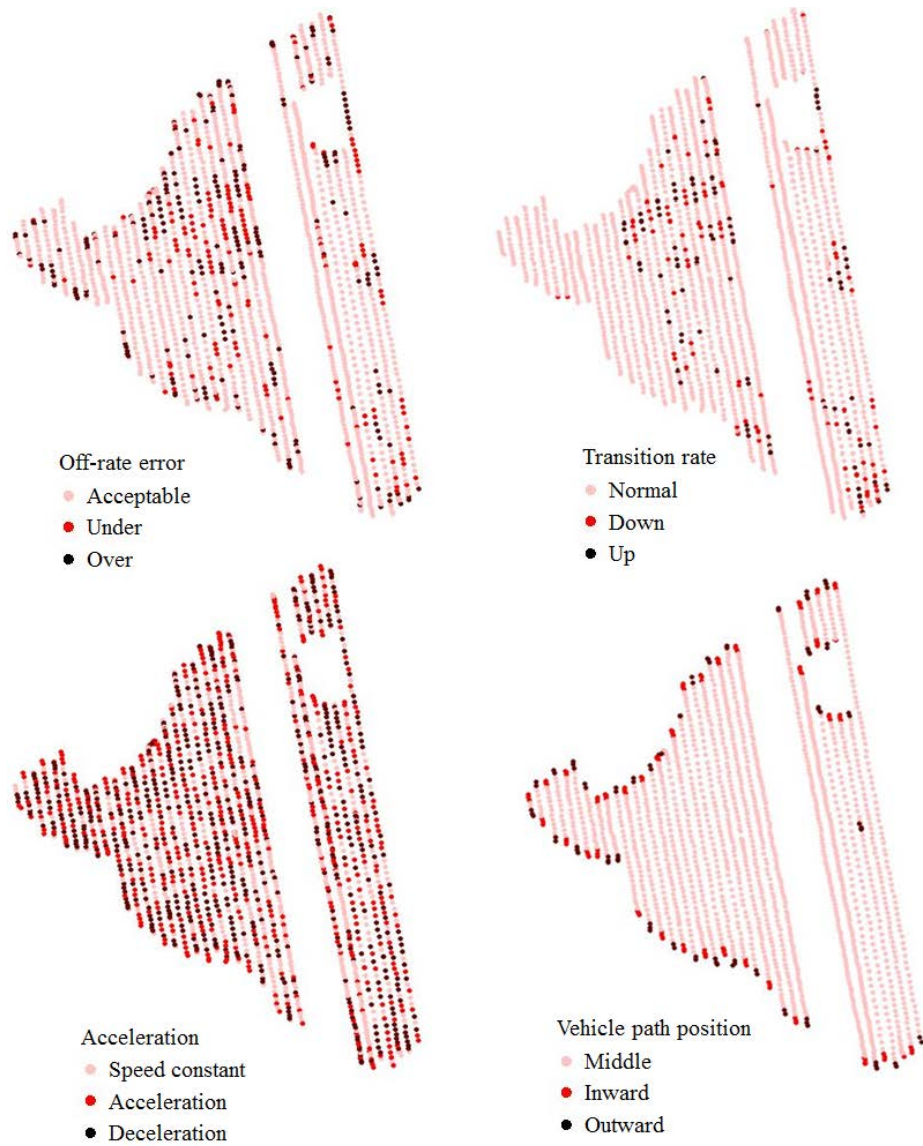 Off-rate error
Acceptable
Under
Over
Transition rate
Normal
Down
Up
Acceleration
Speed constant
Acceleration
Deceleration
Vehicle path position
Middle
Inward
Outward